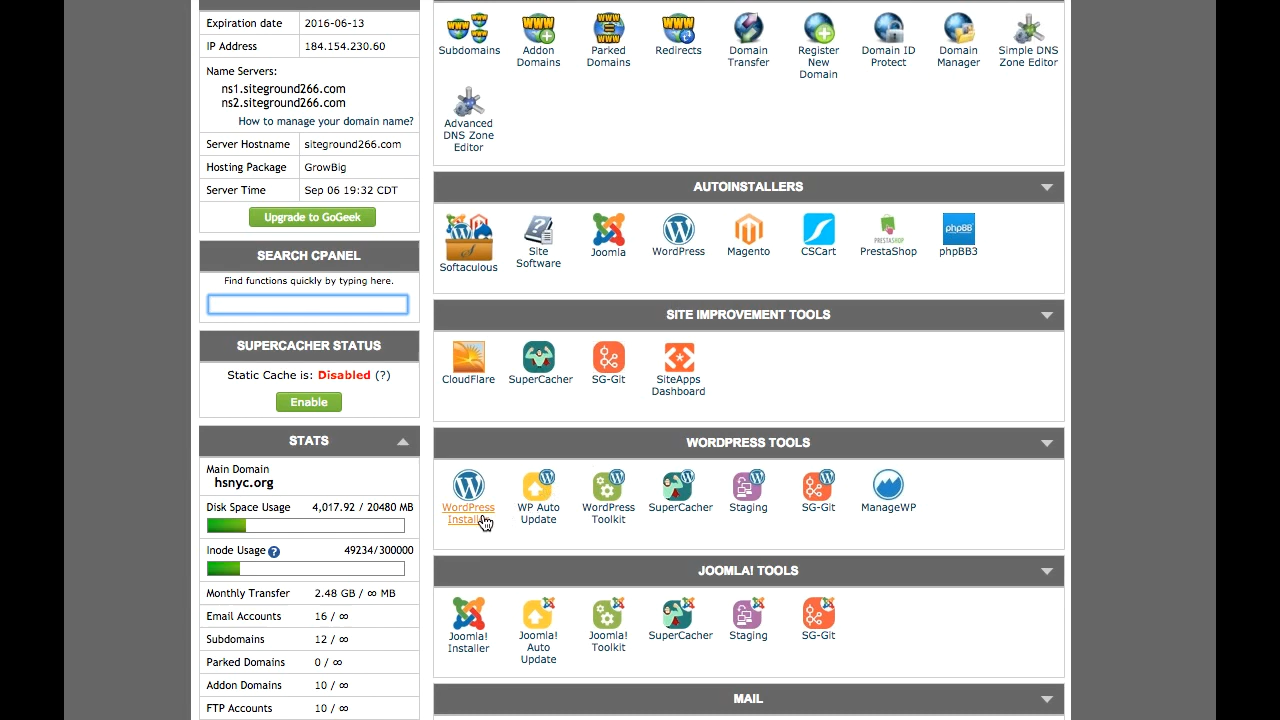 Expiration date 2016-06-13
IP Address 184.154.230.60
Name Servers:
ns1.siteground266.com
ns2.siteground266.com
How to manage your domain name?
Server Hostname siteground266.com
Hosting Package GrowBig
Server Time Sep 06 19:32 CDT
Upgrade to GoGeek
SEARCH CPANEL
Find functions quickly by typing here.
SUPERCACHER STATUS
Static Cache is: Disabled (?)
Enable
STATS
Main Domain
hsnyc.org
Disk Space Usage 4,017.92 / 20480 MB
Inode Usage ? 49234/300000
Monthly Transfer 2.48 GB / ∞ MB
Email Accounts 16 / ∞
Subdomains 12 / ∞
Parked Domains 0 / ∞
Addon Domains 10 / ∞
FTP Accounts 10 / ∞
WWW WWW WWW WWW
Subdomains Addon Parked Redirects Domain Register Domain ID Domain Simple DNS
Domains Domains Transfer New Protect Manager Zone Editor
Domain
Advanced
DNS Zone
Editor
AUTOINSTALLERS
PRESTASHOP phpBB
Softaculous Site Joomla WordPress Magento CSCart PrestaShop phpBB3
Software
SITE IMPROVEMENT TOOLS
CloudFlare SuperCacher SG-Git SiteApps
Dashboard
WORDPRESS TOOLS
WordPress WP Auto WordPress SuperCacher Staging SG-Git ManageWP
Update Toolkit
JOOMLA! TOOLS
Joomla! Joomla! Joomla! SuperCacher Staging SG-Git
Installer Auto Toolkit
Update
MAIL